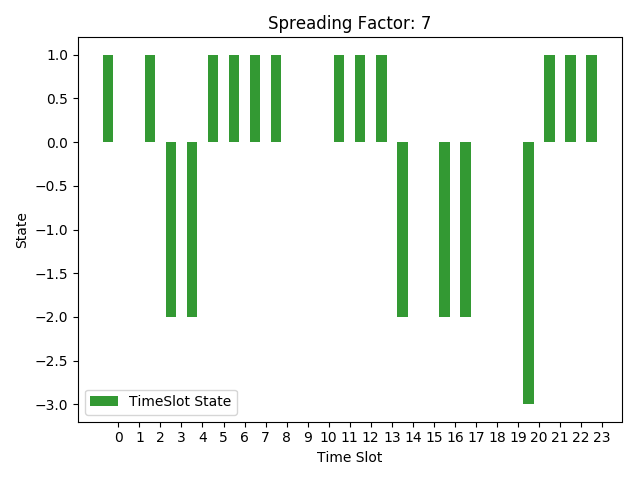 Spreading Factor: 7
1.0
0.5
0.0
−0.5
−1.0
−1.5
−2.0
−2.5
−3.0
State
TimeSlot State
0 1 2 3 4 5 6 7 8 9 10 11 12 13 14 15 16 17 18 19 20 21 22 23
Time Slot